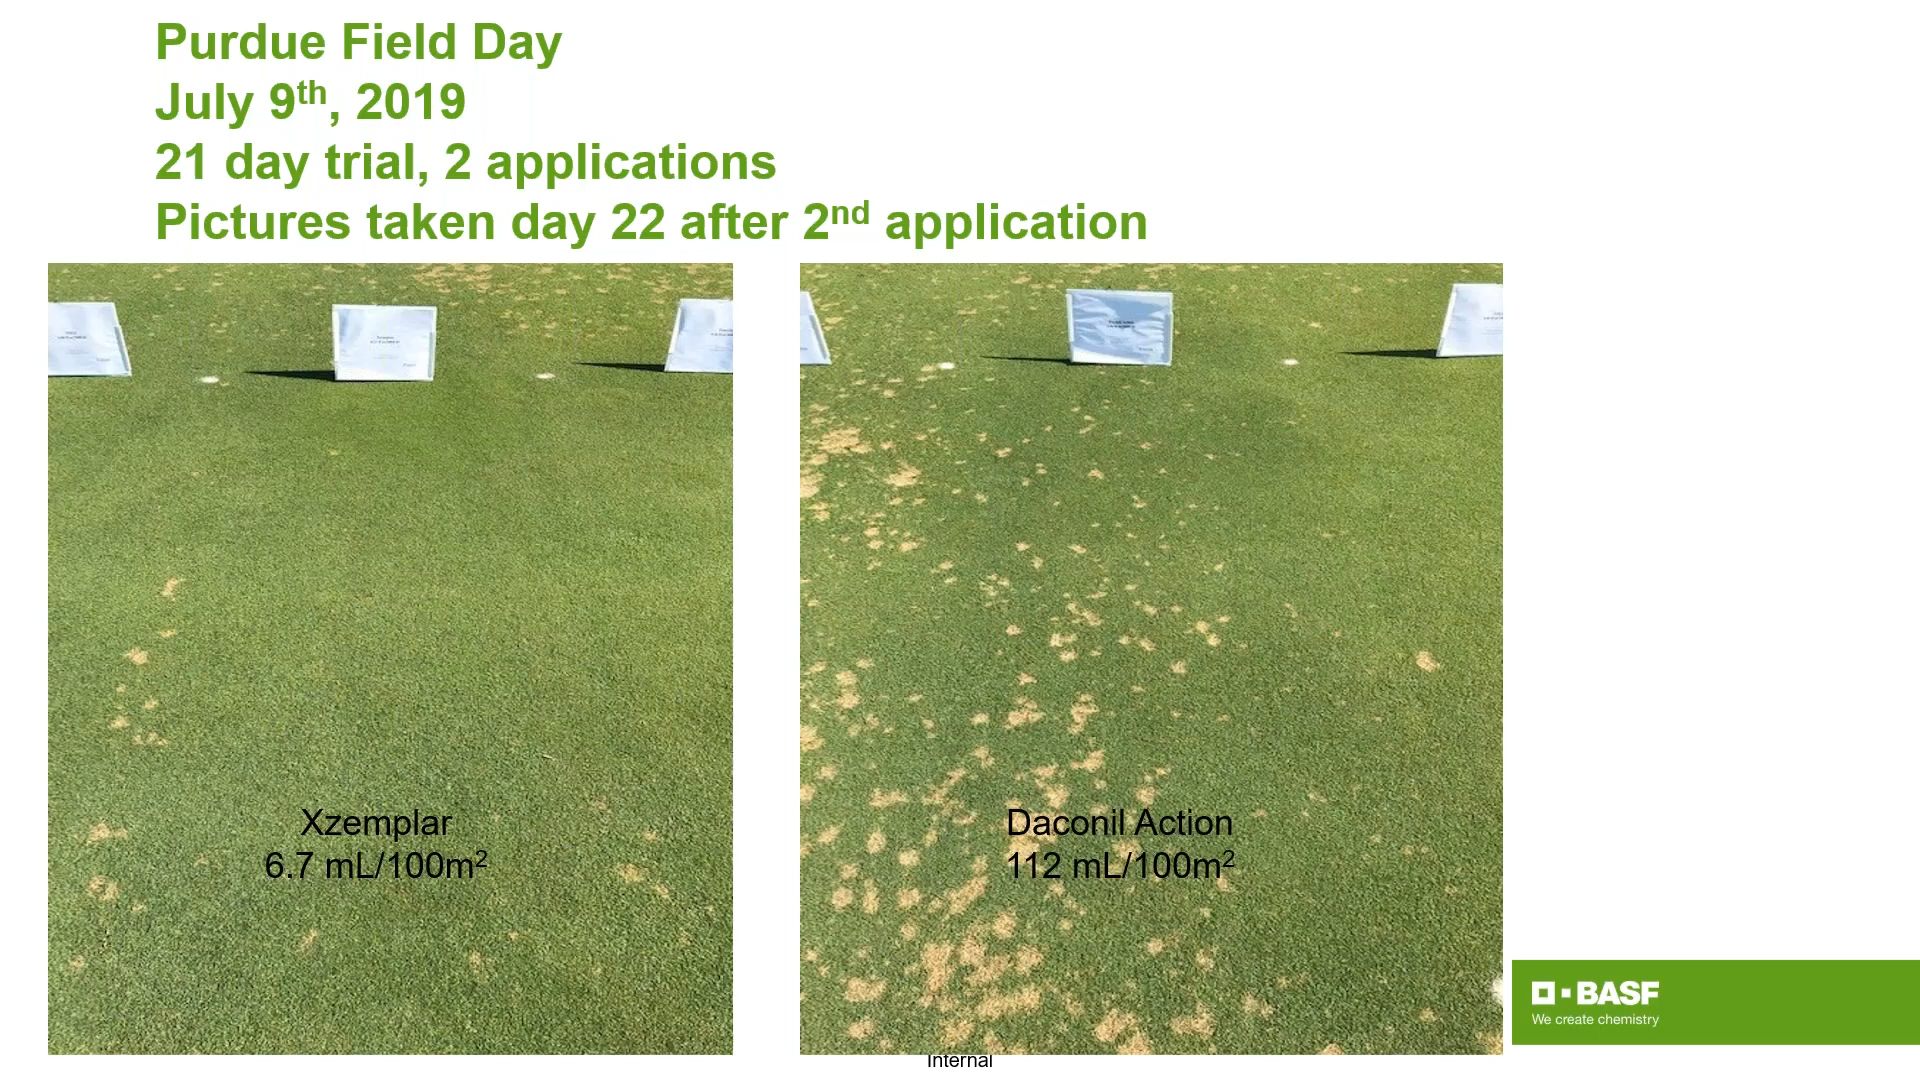 Purdue Field Day
July 9th, 2019
21 day trial, 2 applications
Pictures taken day 22 after 2nd application
Xzemplar
6.7 mL/100m²
Daconil Action
112 mL/100m²
BASF
We create chemistry
Internal